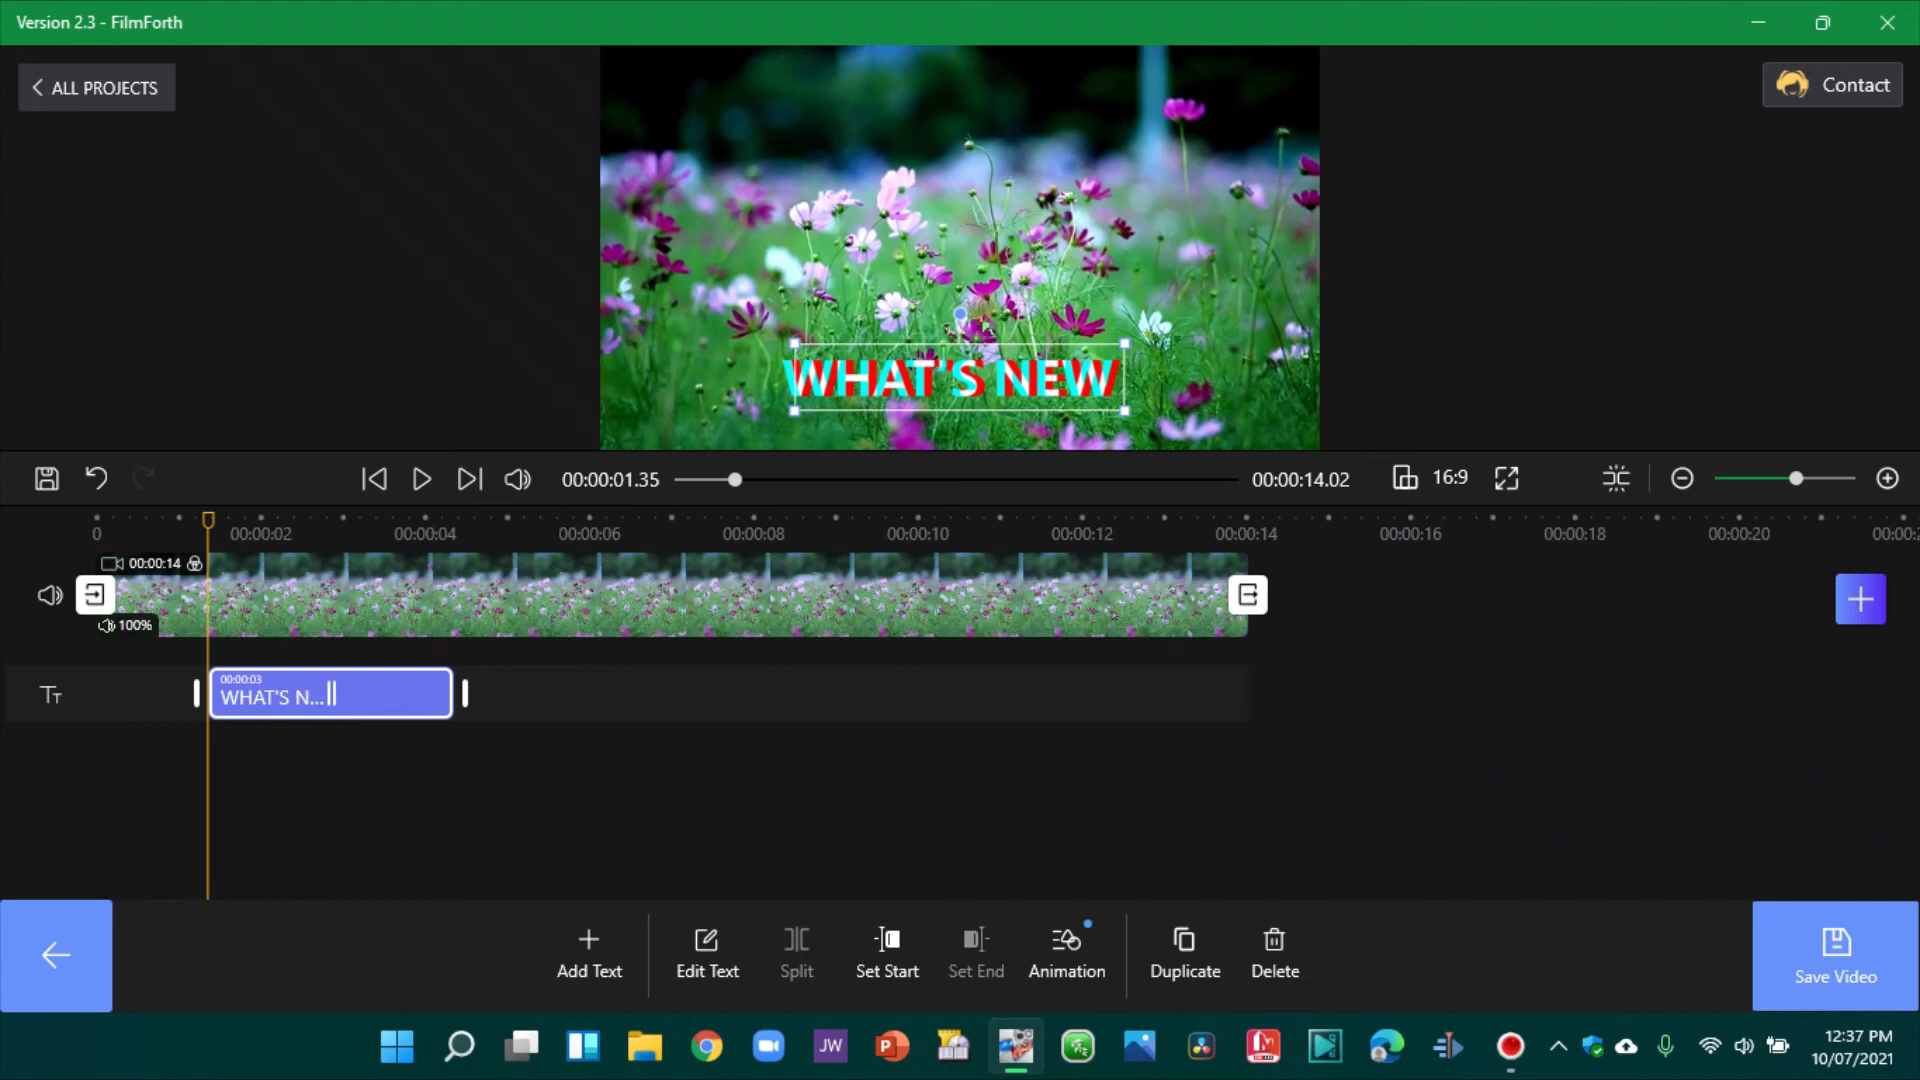 Version 2.3 - FilmForth
ALL PROJECTS
Contact
WHAT'S NEW
00:00:01.35
00:00:14.02
16:9
0
00:00:02
00:00:04
00:00:06
00:00:08
00:00:10
00:00:12
00:00:14
00:00:16
00:00:18
00:00:20
00:00:14
100%
00:00:03
WHAT'S N...
Add Text
Edit Text
Split
Set Start
Set End
Animation
Duplicate
Delete
Save Video
JW
P
12:37 PM
10/07/2021